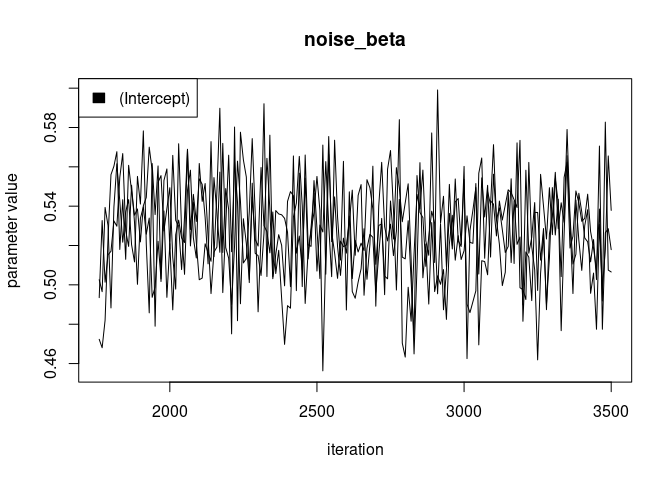 noise_beta
(Intercept)
parameter value
0.58
0.54
0.50
0.46
2000 2500 3000 3500
iteration